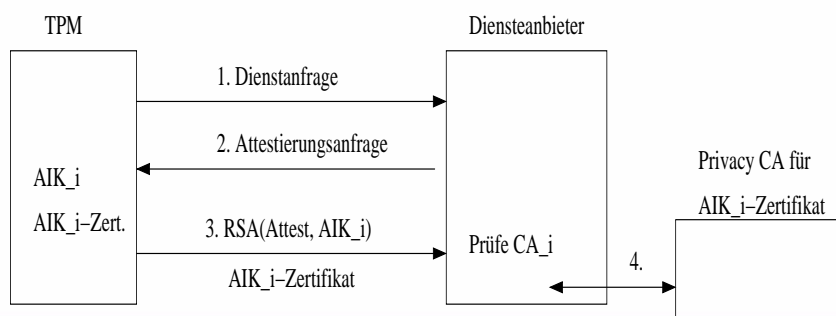 TPM
Diensteanbieter
1. Dienstanfrage
2. Attestierungsanfrage
AIK_i
AIK_i–Zert.
3. RSA(Attest, AIK_i)
AIK_i–Zertifikat
Prüfe CA_i
4.
Privacy CA für
AIK_i–Zertifikat